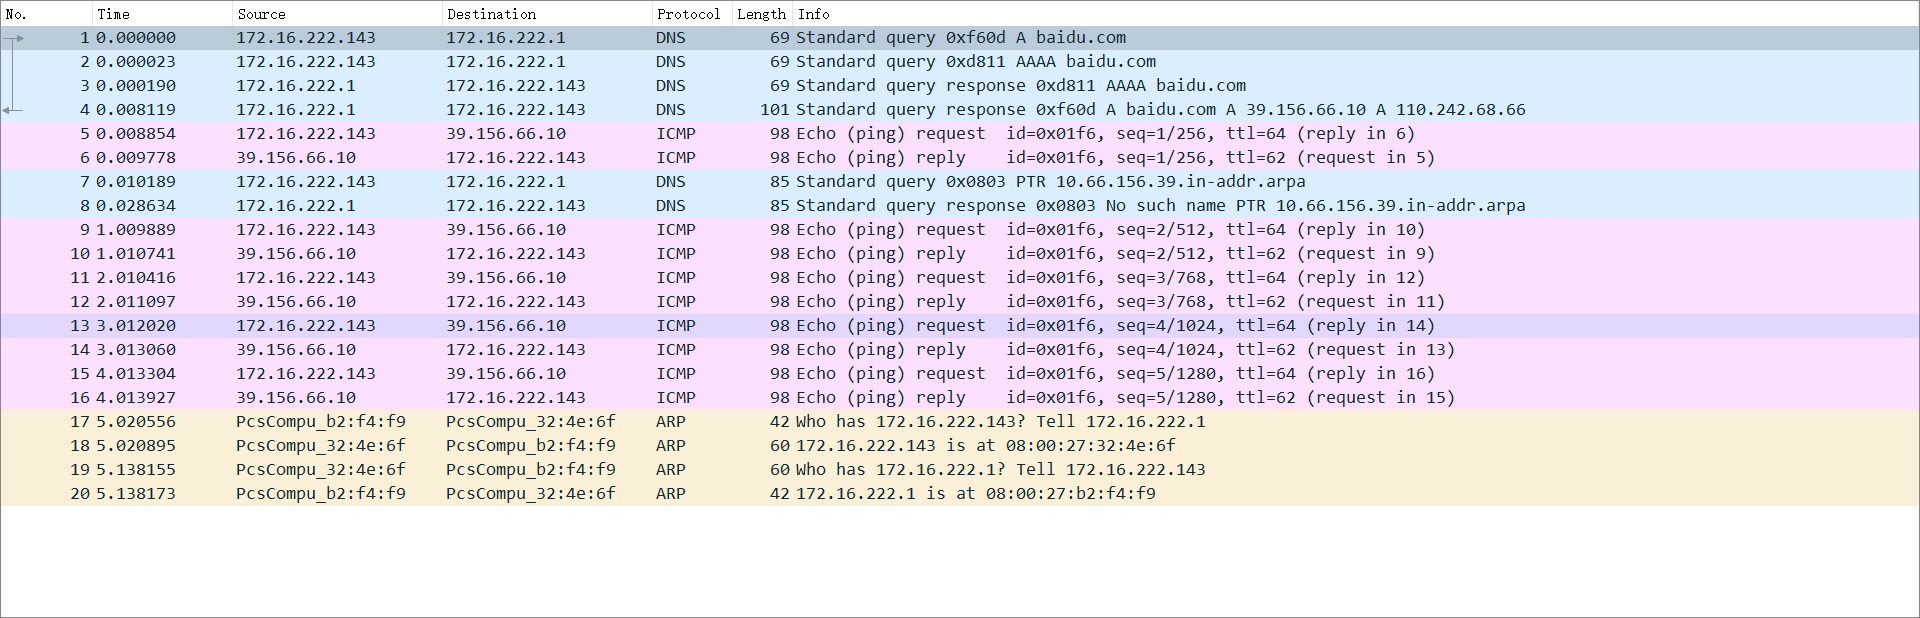 No. Time Source Destination Protocol Length Info
1 0.000000 172.16.222.143 172.16.222.1 DNS 69 Standard query 0xf60d A baidu.com
2 0.000023 172.16.222.143 172.16.222.1 DNS 69 Standard query 0xd811 AAAA baidu.com
3 0.000190 172.16.222.1 172.16.222.143 DNS 69 Standard query response 0xd811 AAAA baidu.com
4 0.008119 172.16.222.1 172.16.222.143 DNS 101 Standard query response 0xf60d A baidu.com A 39.156.66.10 A 110.242.68.66
5 0.008854 172.16.222.143 39.156.66.10 ICMP 98 Echo (ping) request id=0x01f6, seq=1/256, ttl=64 (reply in 6)
6 0.009778 39.156.66.10 172.16.222.143 ICMP 98 Echo (ping) reply id=0x01f6, seq=1/256, ttl=62 (request in 5)
7 0.010189 172.16.222.143 172.16.222.1 DNS 85 Standard query 0x0803 PTR 10.66.156.39.in-addr.arpa
8 0.028634 172.16.222.1 172.16.222.143 DNS 85 Standard query response 0x0803 No such name PTR 10.66.156.39.in-addr.arpa
9 1.009889 172.16.222.143 39.156.66.10 ICMP 98 Echo (ping) request id=0x01f6, seq=2/512, ttl=64 (reply in 10)
10 1.010741 39.156.66.10 172.16.222.143 ICMP 98 Echo (ping) reply id=0x01f6, seq=2/512, ttl=62 (request in 9)
11 2.010416 172.16.222.143 39.156.66.10 ICMP 98 Echo (ping) request id=0x01f6, seq=3/768, ttl=64 (reply in 12)
12 2.011097 39.156.66.10 172.16.222.143 ICMP 98 Echo (ping) reply id=0x01f6, seq=3/768, ttl=62 (request in 11)
13 3.012020 172.16.222.143 39.156.66.10 ICMP 98 Echo (ping) request id=0x01f6, seq=4/1024, ttl=64 (reply in 14)
14 3.013060 39.156.66.10 172.16.222.143 ICMP 98 Echo (ping) reply id=0x01f6, seq=4/1024, ttl=62 (request in 13)
15 4.013304 172.16.222.143 39.156.66.10 ICMP 98 Echo (ping) request id=0x01f6, seq=5/1280, ttl=64 (reply in 16)
16 4.013927 39.156.66.10 172.16.222.143 ICMP 98 Echo (ping) reply id=0x01f6, seq=5/1280, ttl=62 (request in 15)
17 5.020556 PcsCompu_b2:f4:f9 PcsCompu_32:4e:6f ARP 42 Who has 172.16.222.143? Tell 172.16.222.1
18 5.020895 PcsCompu_32:4e:6f PcsCompu_b2:f4:f9 ARP 60 172.16.222.143 is at 08:00:27:32:4e:6f
19 5.138155 PcsCompu_32:4e:6f PcsCompu_b2:f4:f9 ARP 60 Who has 172.16.222.1? Tell 172.16.222.143
20 5.138173 PcsCompu_b2:f4:f9 PcsCompu_32:4e:6f ARP 42 172.16.222.1 is at 08:00:27:b2:f4:f9